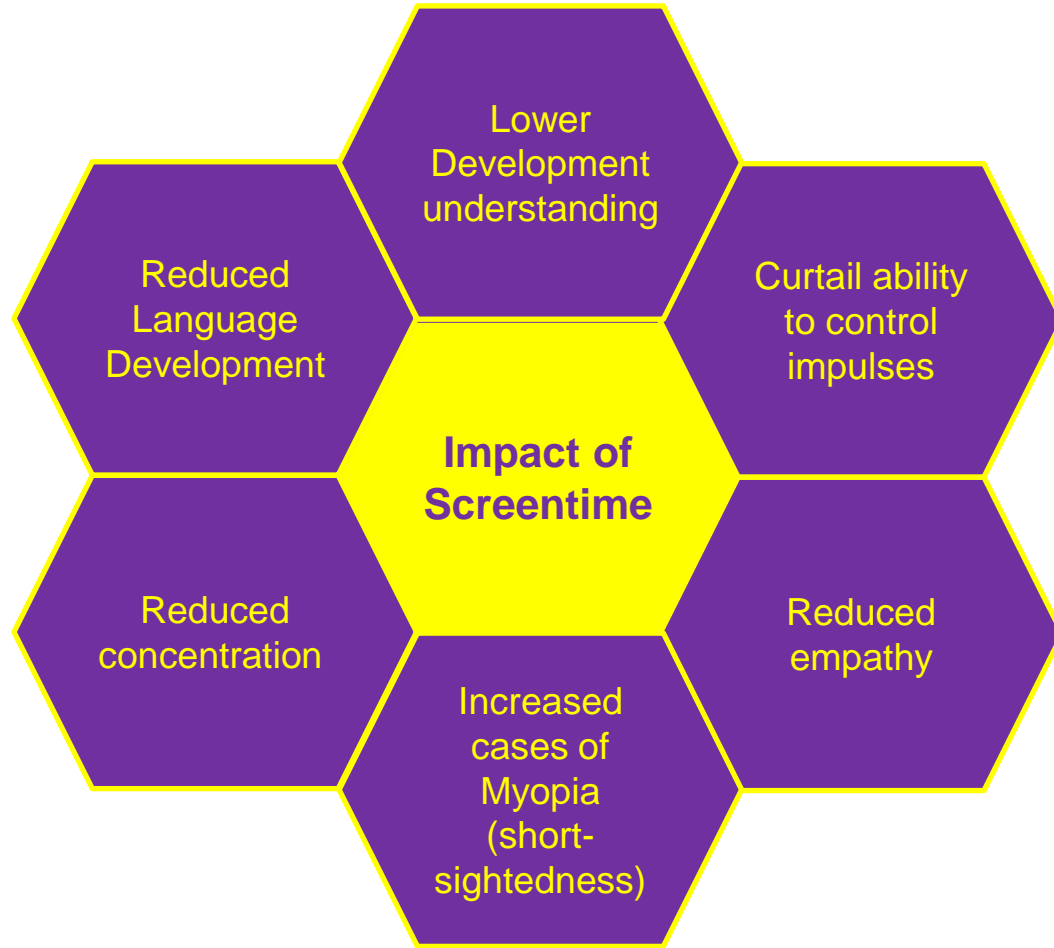 Lower
Development
understanding
Reduced
Language
Development
Curtail ability
to control
impulses
Impact of
Screentime
Reduced
concentration
Reduced
empathy
Increased
cases of
Myopia
(short-
sightedness)